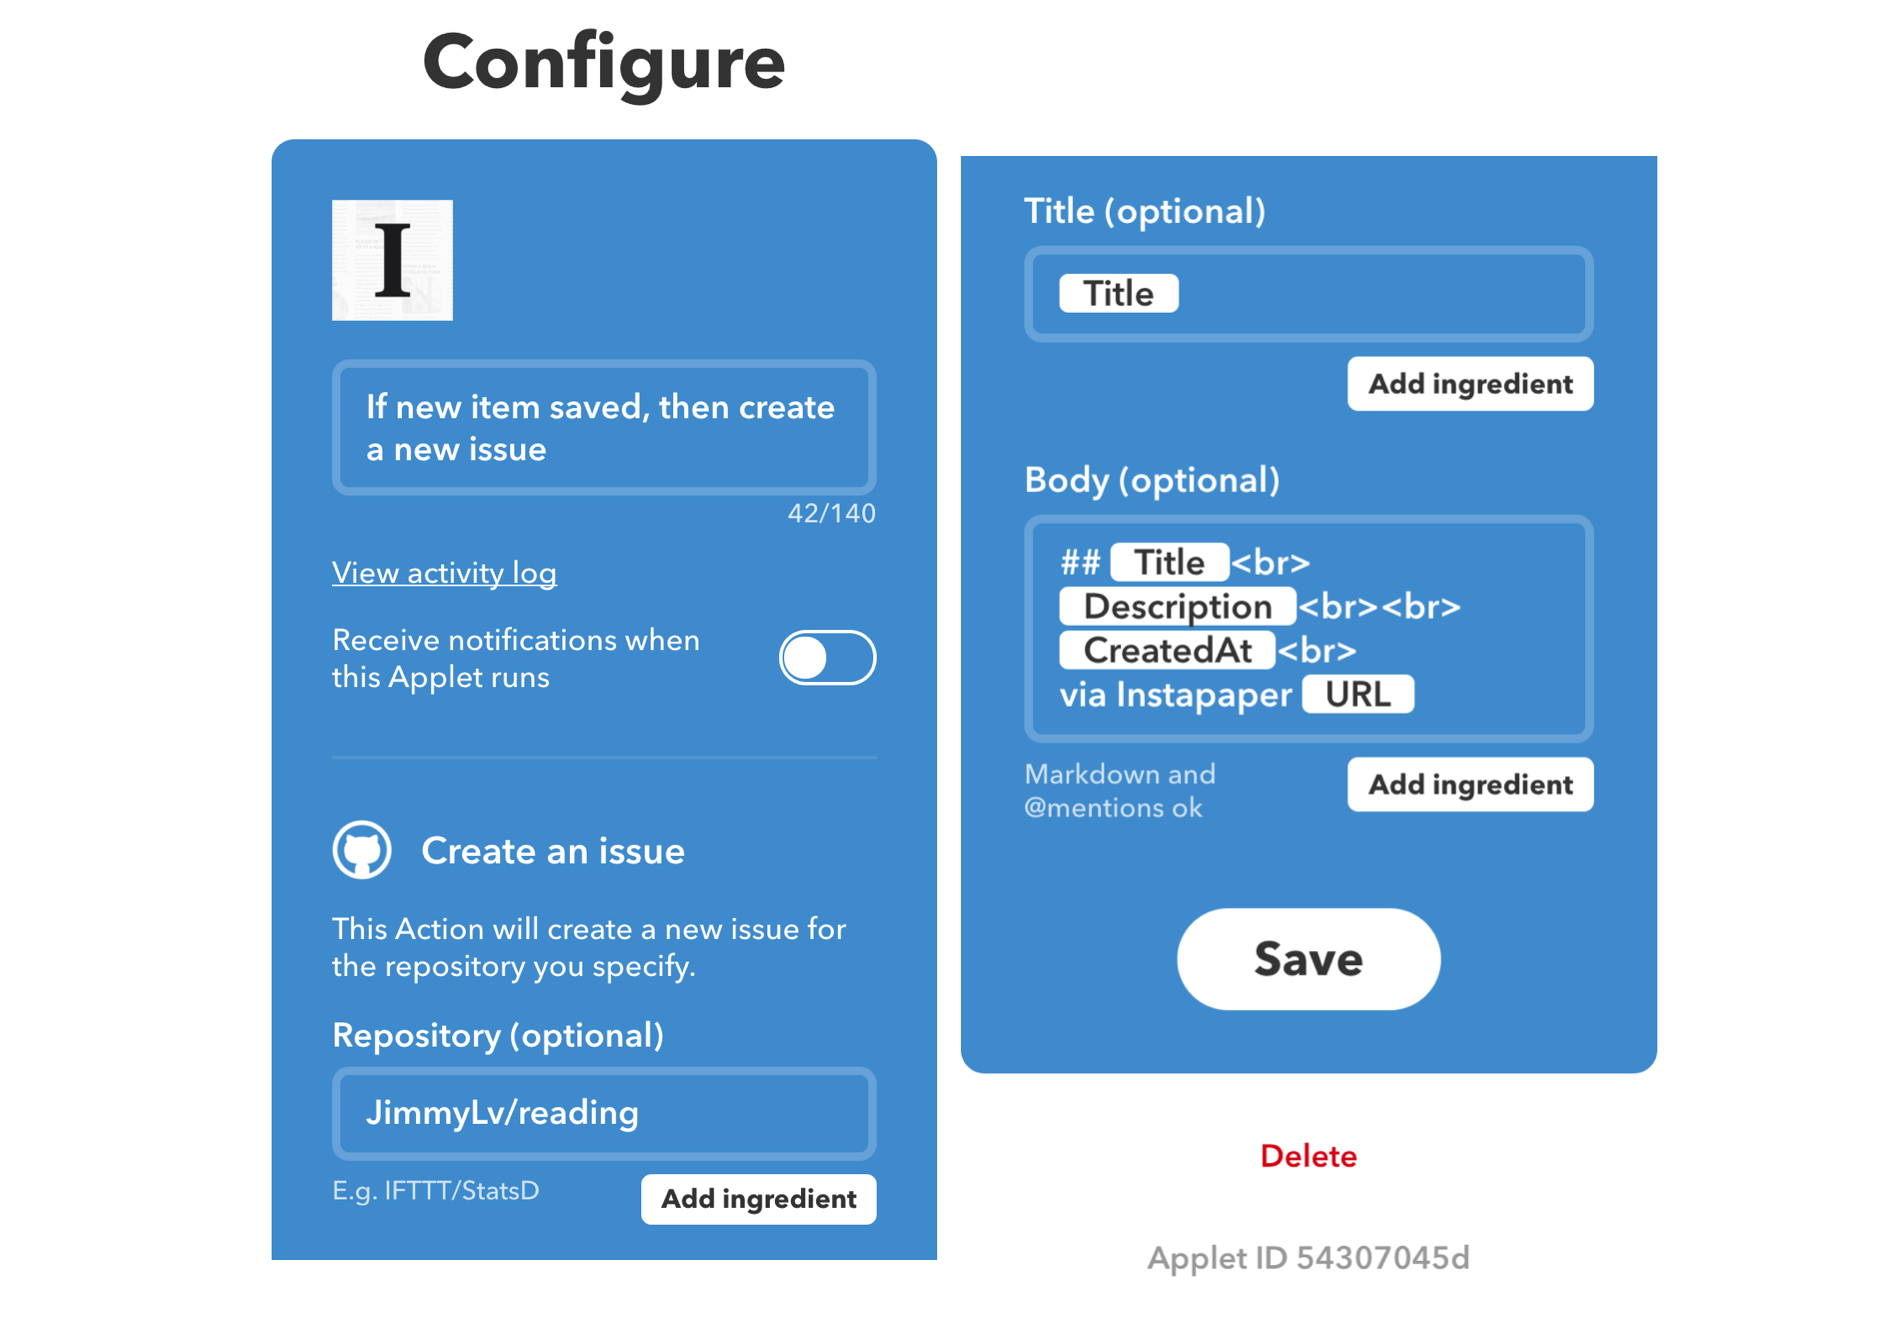 Configure
I
If new item saved, then create
a new issue
42/140
View activity log
Receive notifications when
this Applet runs
Create an issue
This Action will create a new issue for
the repository you specify.
Repository (optional)
JimmyLv/reading
E.g. IFTTT/StatsD
Add ingredient
Title (optional)
Title
Add ingredient
Body (optional)
## Title <br>
Description <br><br>
CreatedAt <br>
via Instapaper URL
Markdown and
@mentions ok
Add ingredient
Save
Delete
Applet ID 54307045d